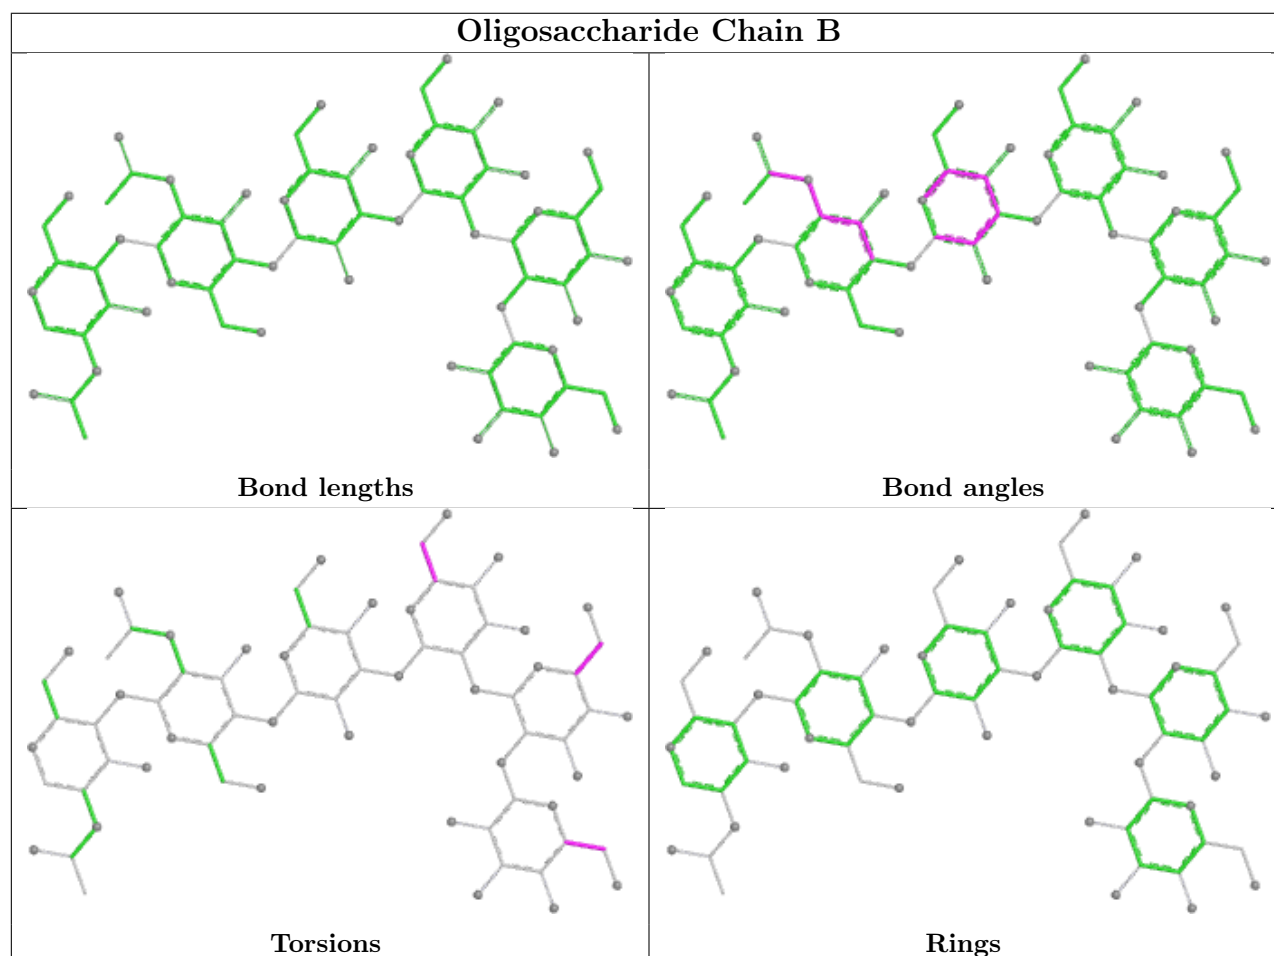 Oligosaccharide Chain B
Bond lengths
Bond angles
Torsions
Rings